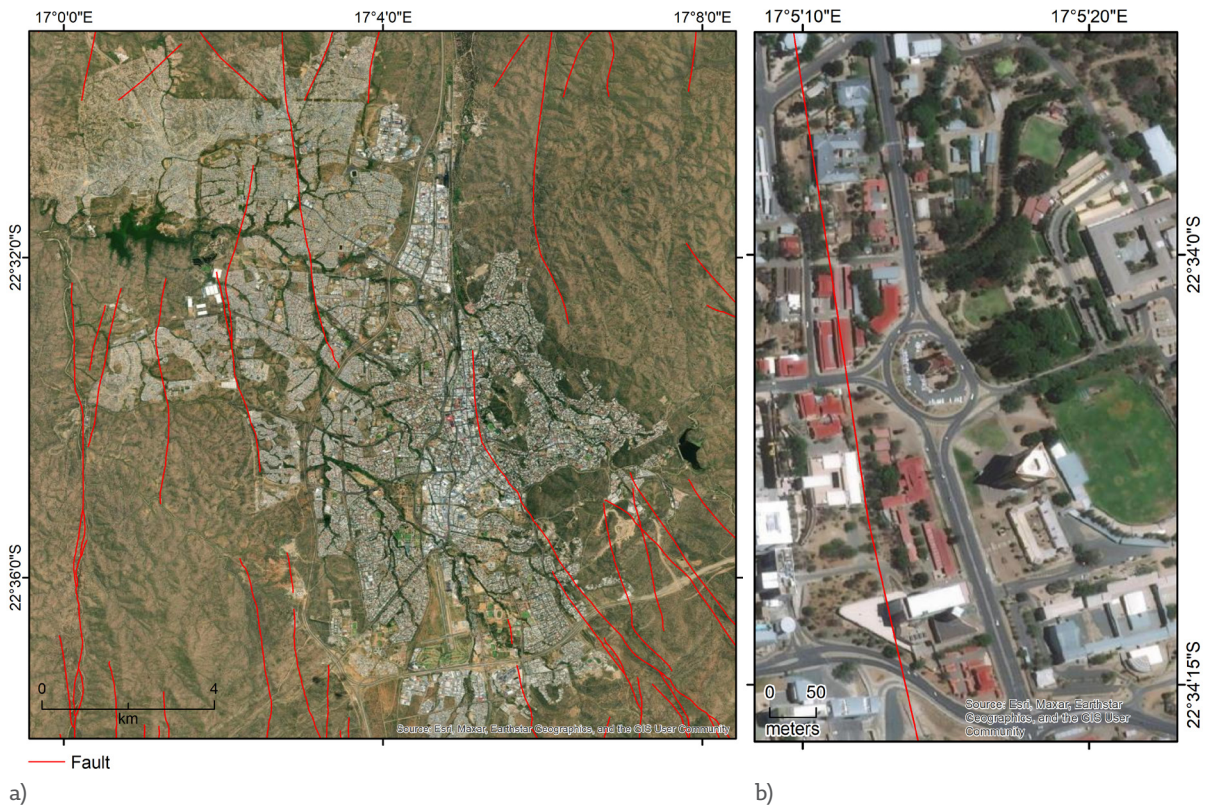 17°0'0"E 17°4'0"E 17°8'0"E
17°5'10"E 17°5'20"E
22°32'0"S
22°36'0"S
22°34'0"S
22°34'15"S
0 4
km
Source: Esri, Maxar, Earthstar Geographics, and the GIS User Community
0 50
meters
Source: Esri, Maxar, Earthstar
Geographics, and the GIS User
Community
Fault
a)
b)